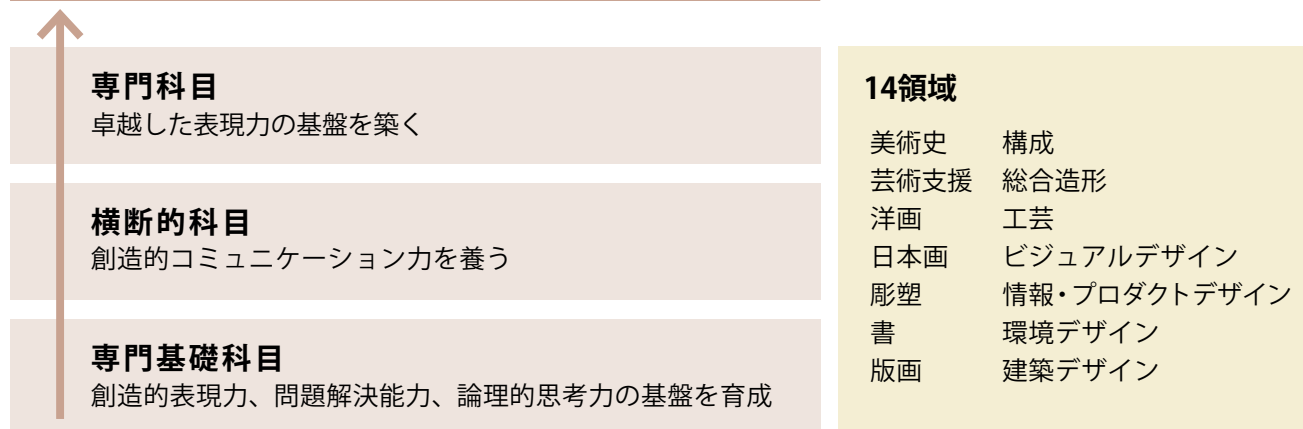 専門科目
卓越した表現力の基盤を築く
横断的科目
創造的コミュニケーション力を養う
専門基礎科目
創造的表現力、問題解決能力、論理的思考力の基盤を育成
14領域
美術史 構成
芸術支援 総合造形
洋画 工芸
日本画 ビジュアルデザイン
彫塑 情報・プロダクトデザイン
書 環境デザイン
版画 建築デザイン